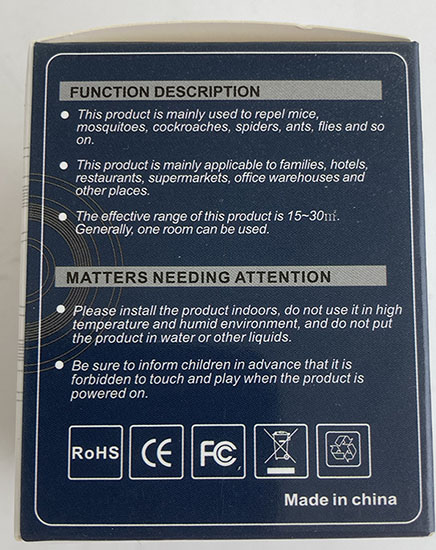 FUNCTION DESCRIPTION
This product is mainly used to repel mice,
mosquitoes, cockroaches, spiders, ants, flies and so
on.
This product is mainly applicable to families, hotels,
restaurants, supermarkets, office warehouses and
other places.
The effective range of this product is 15~30㎡.
Generally, one room can be used.
MATTERS NEEDING ATTENTION
Please install the product indoors, do not use it in high
temperature and humid environment, and do not put
the product in water or other liquids.
Be sure to inform children in advance that it is
forbidden to touch and play when the product is
powered on.
RoHS CE FC
Made in china